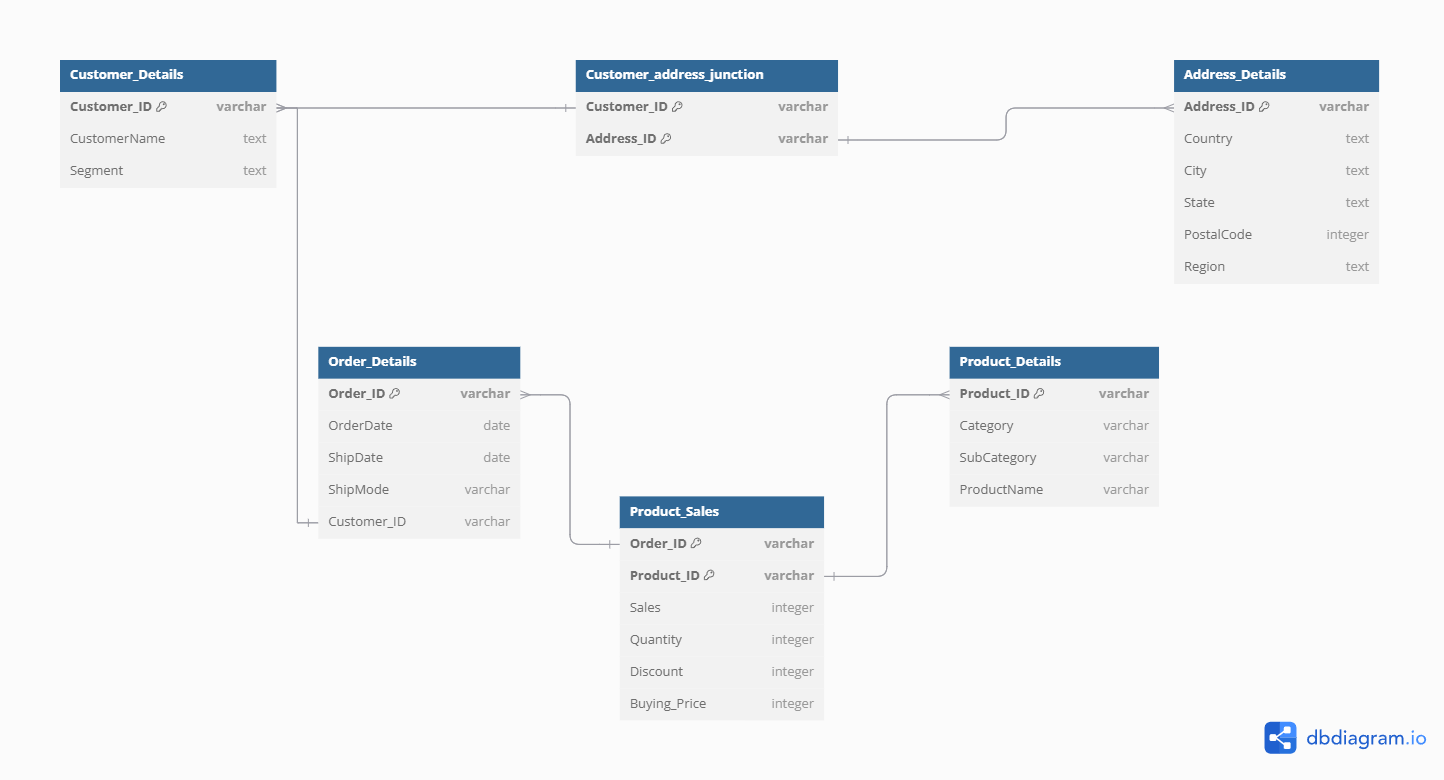 Customer_Details
Customer_ID varchar
CustomerName text
Segment text
Customer_address_junction
Customer_ID varchar
Address_ID varchar
Address_Details
Address_ID varchar
Country text
City text
State text
PostalCode integer
Region text
Order_Details
Order_ID varchar
OrderDate date
ShipDate date
ShipMode varchar
Customer_ID varchar
Product_Sales
Order_ID varchar
Product_ID varchar
Sales integer
Quantity integer
Discount integer
Buying_Price integer
Product_Details
Product_ID varchar
Category varchar
SubCategory varchar
ProductName varchar
dbdiagram.io